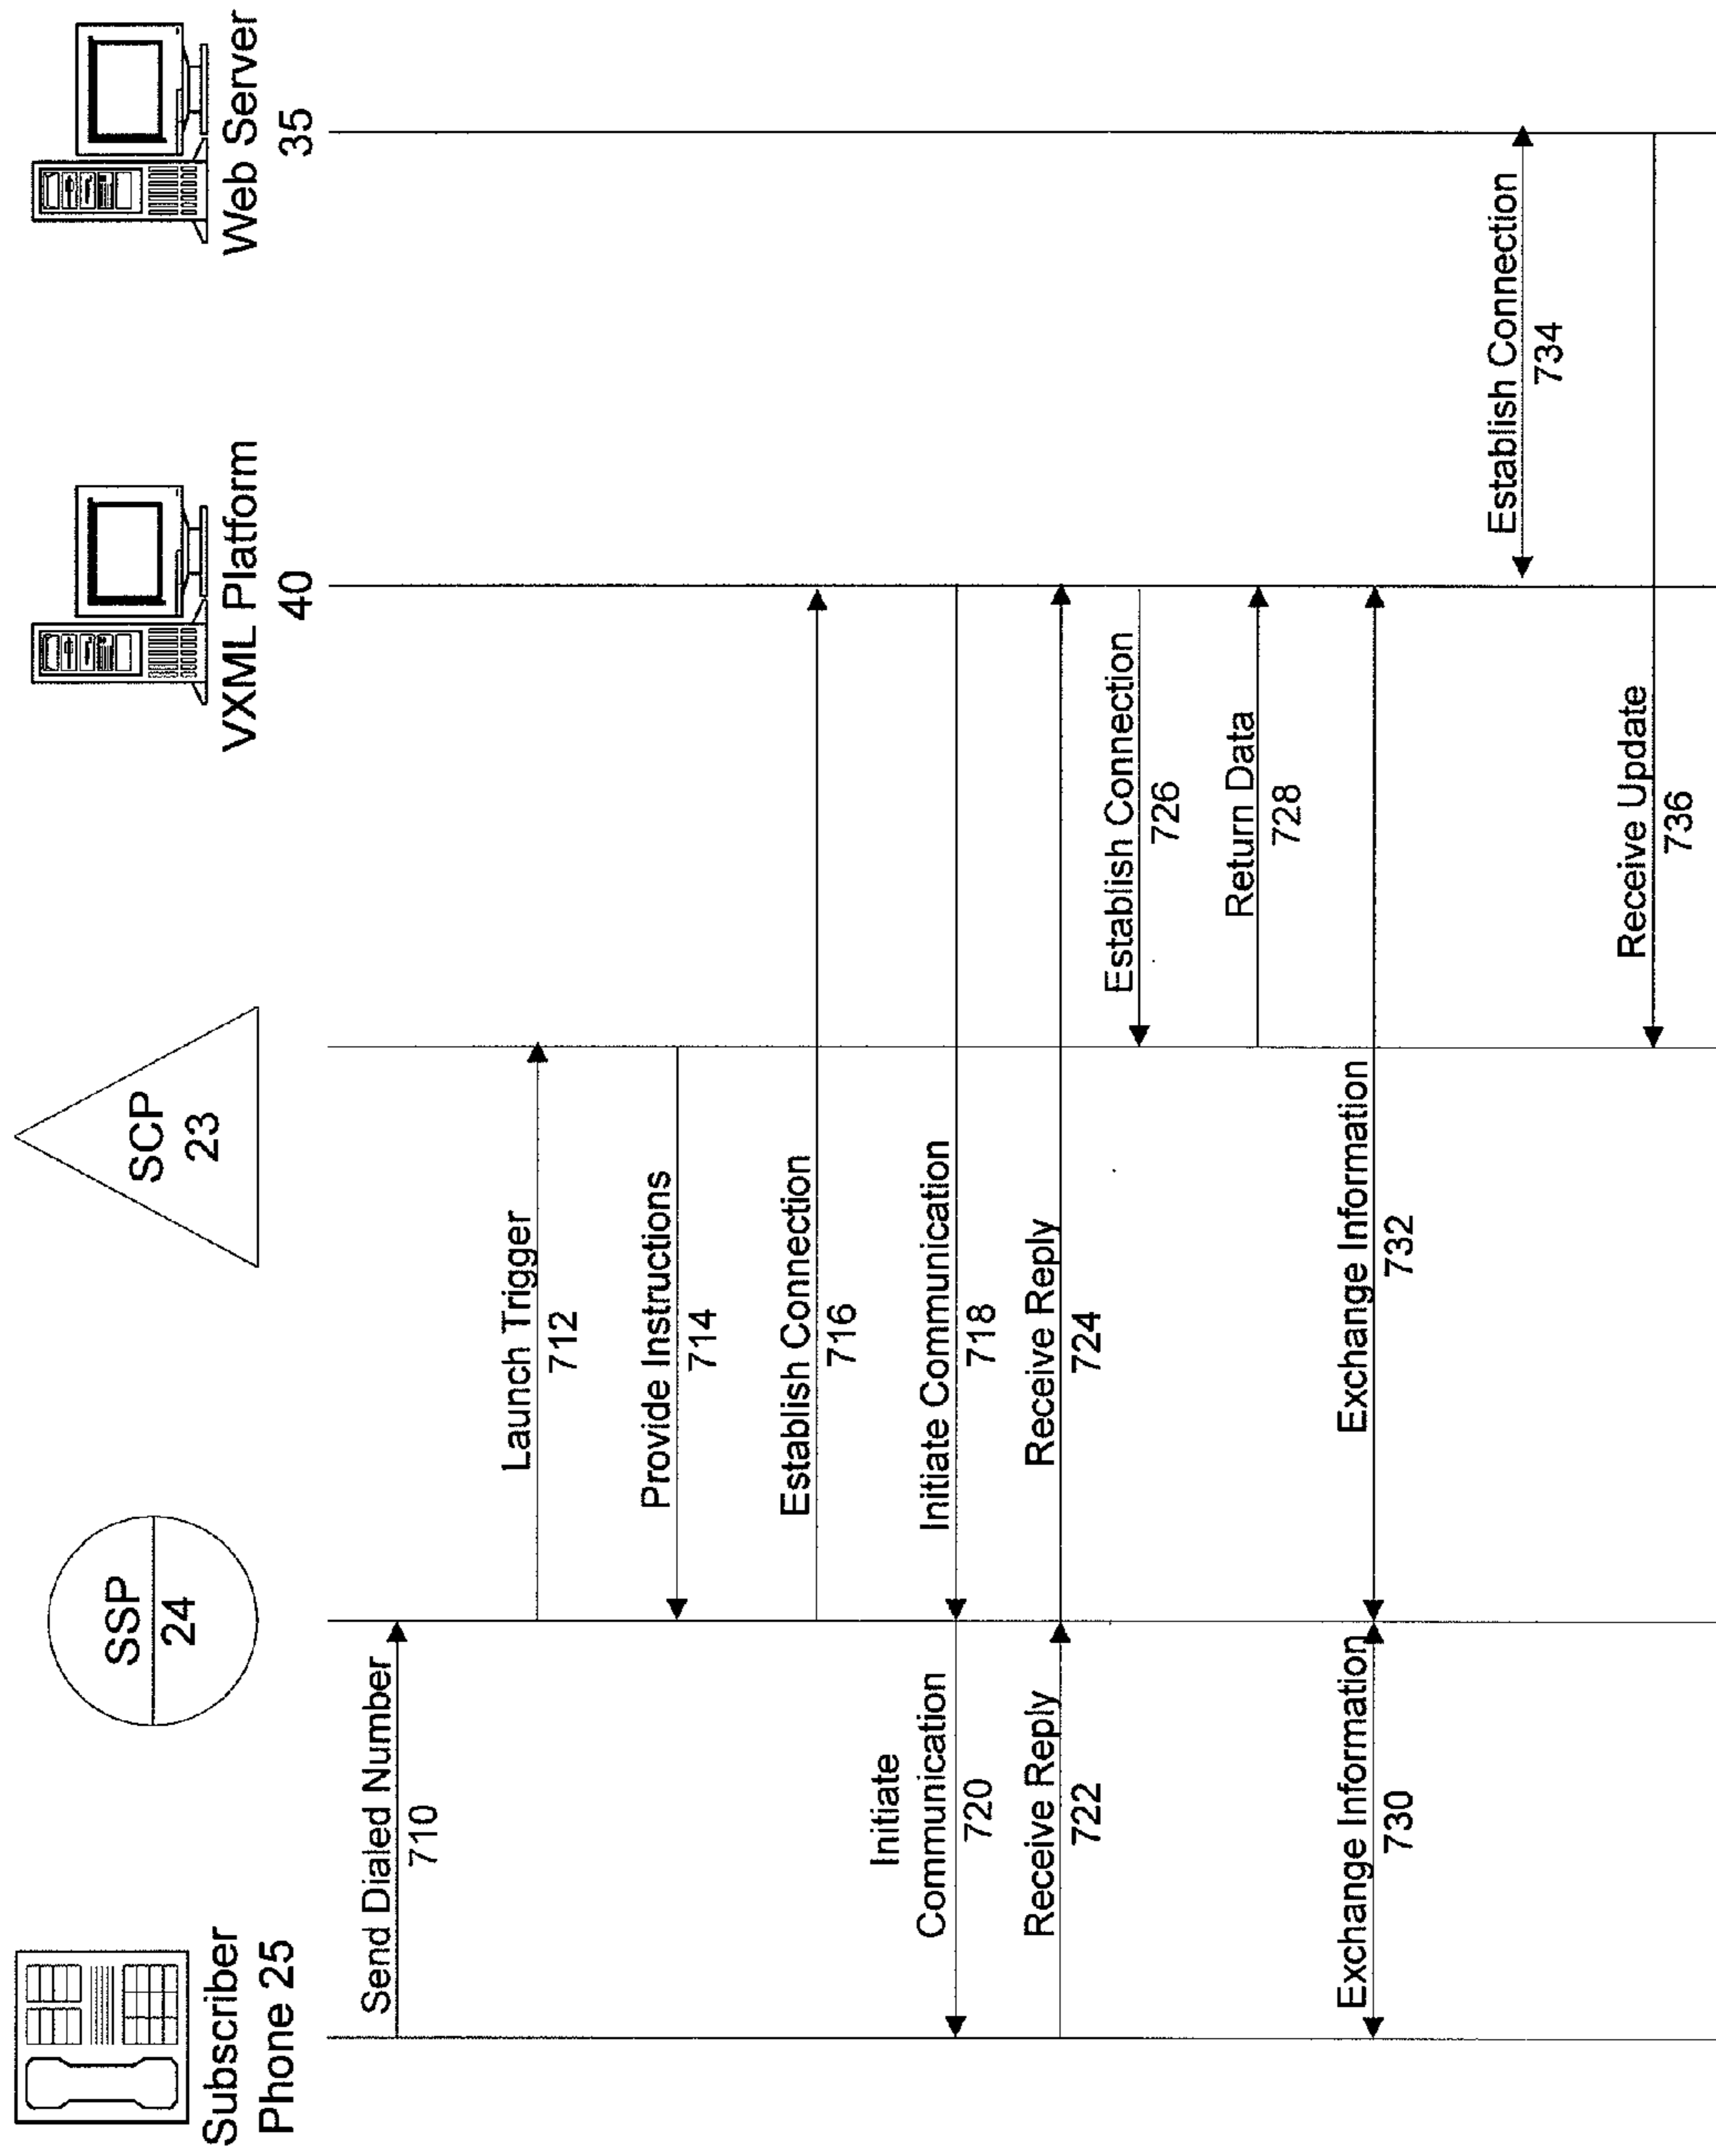 Subscriber
Phone 25
SSP
24
SCP
23
VXML Platform
40
Web Server
35
Send Dialed Number
710
Launch Trigger
712
Provide Instructions
714
Establish Connection
716
Initiate Communication
718
Initiate
Communication
720
Receive Reply
722
Receive Reply
724
Establish Connection
726
Return Data
728
Exchange Information
730
Exchange Information
732
Establish Connection
734
Receive Update
736